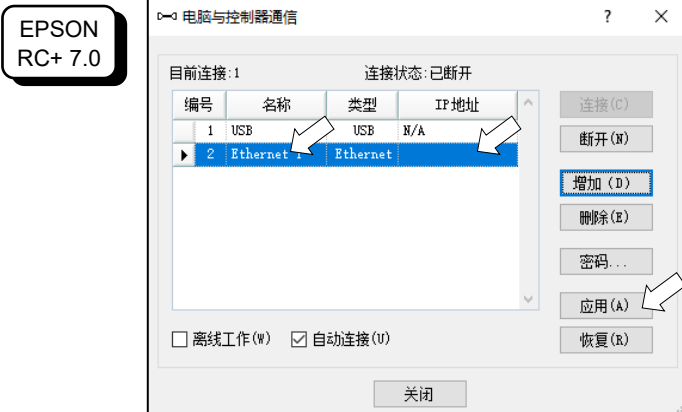 EPSON
RC+ 7.0
电脑与控制器通信
?
目前连接:1 连接状态:已断开
编号 名称 类型 IP地址
1 USB USB N/A
2 Ethernet 1 Ethernet
连接(C)
断开(N)
增加 (D)
删除(E)
密码...
应用(A)
恢复(R)
离线工作(W) 自动连接(U)
关闭